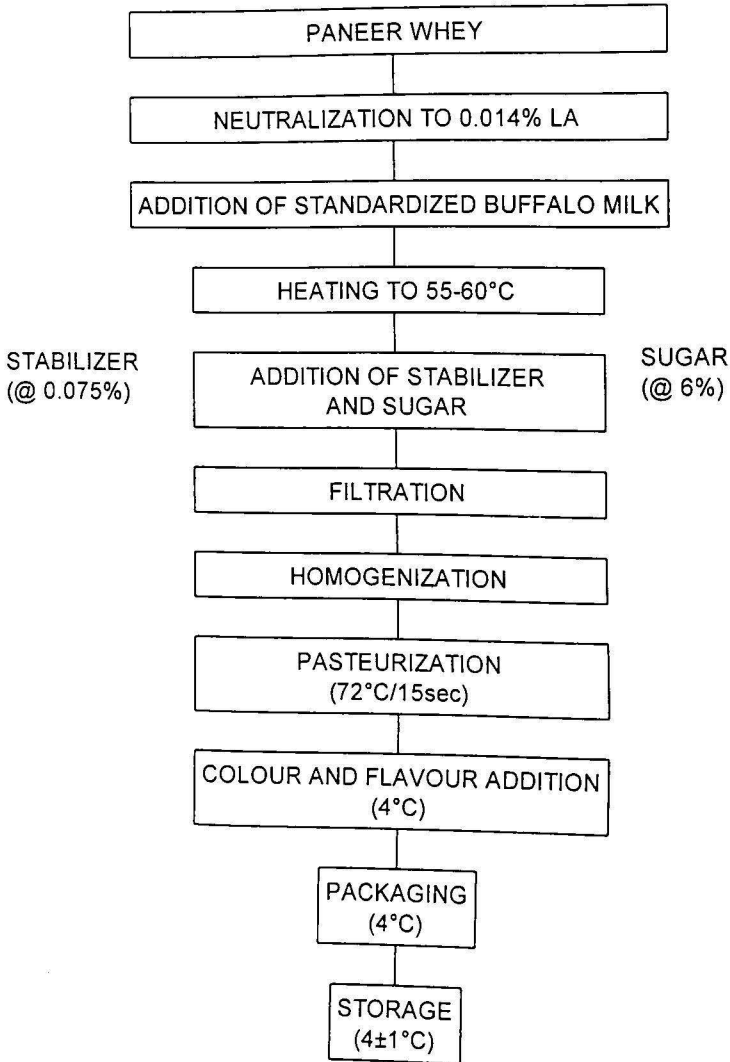 PANEER WHEY
NEUTRALIZATION TO 0.014% LA
ADDITION OF STANDARDIZED BUFFALO MILK
HEATING TO 55-60°C
STABILIZER
(@ 0.075%)
ADDITION OF STABILIZER
AND SUGAR
SUGAR
(@ 6%)
FILTRATION
HOMOGENIZATION
PASTEURIZATION
(72°C/15sec)
COLOUR AND FLAVOUR ADDITION
(4°C)
PACKAGING
(4°C)
STORAGE
(4±1°C)